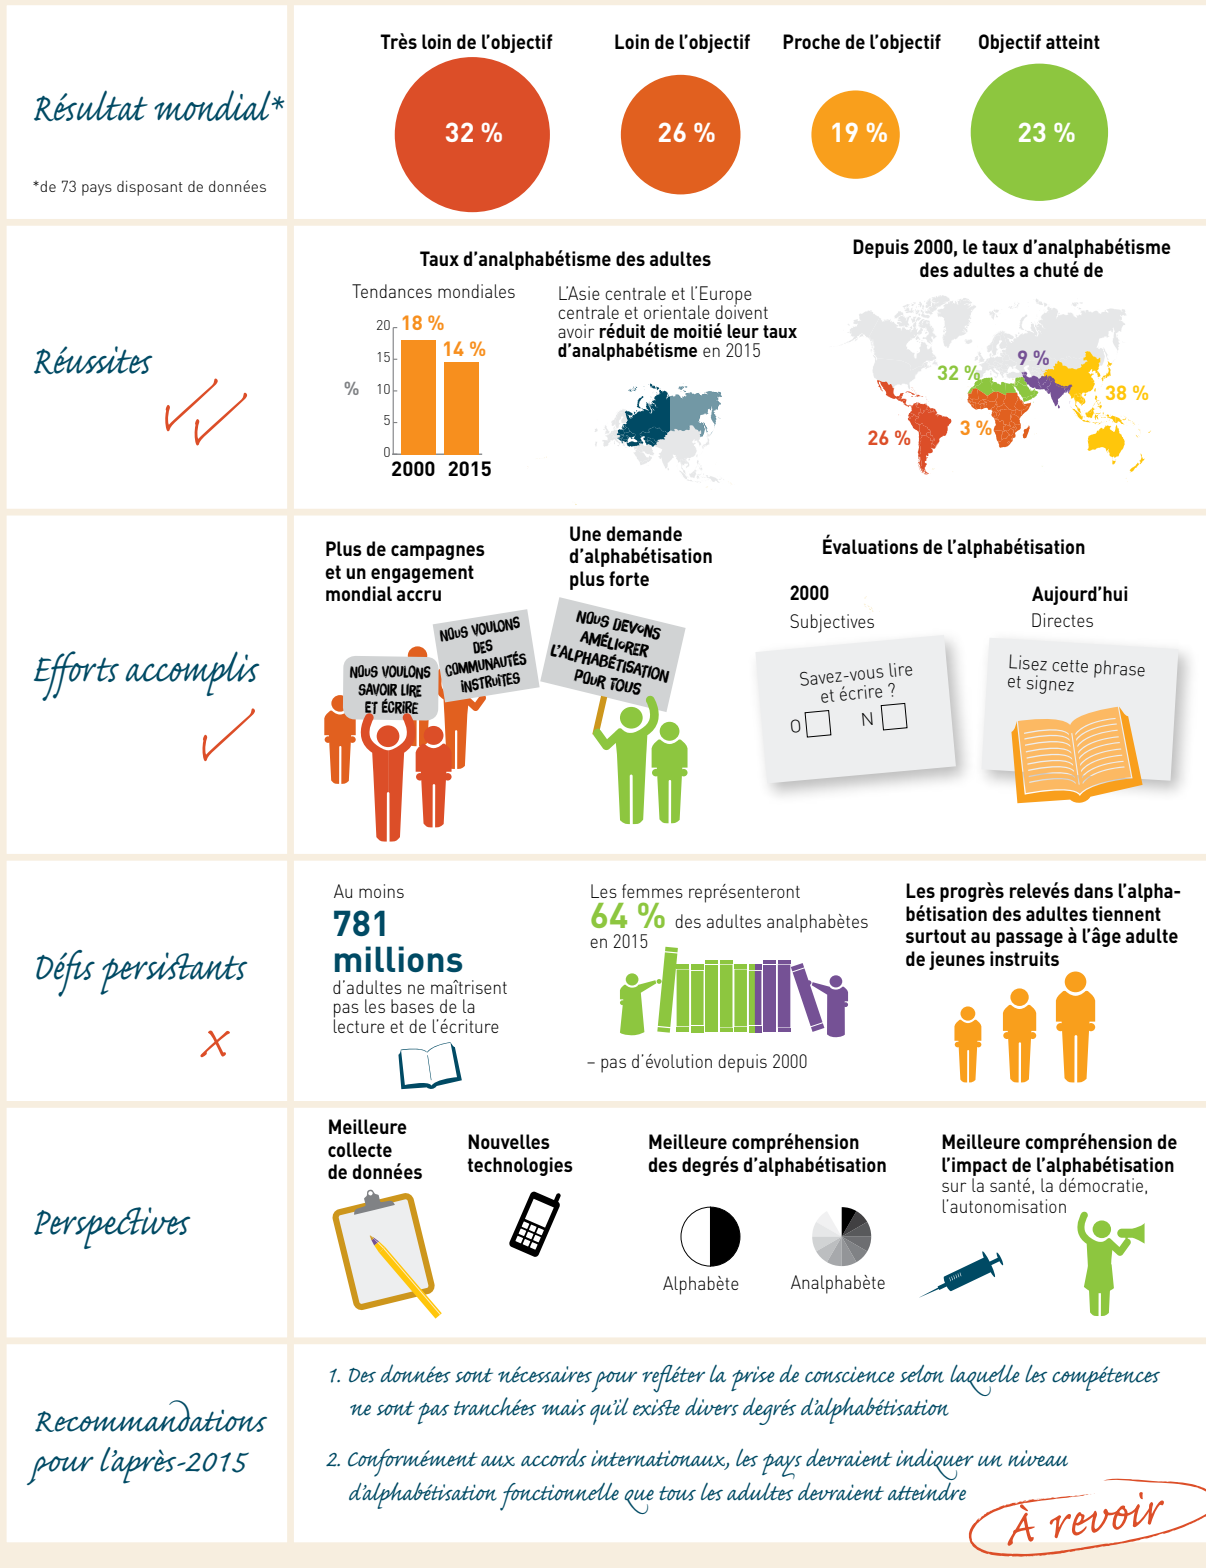 Résultat mondial*
*de 73 pays disposant de données
Très loin de l'objectif
32 %
Loin de l'objectif
26 %
Proche de l'objectif
19 %
Objectif atteint
23 %
Réussites
Taux d'analphabétisme des adultes
Tendances mondiales
%
20
15
10
5
0
18 %
14 %
2000
2015
L'Asie centrale et l'Europe
centrale et orientale doivent
avoir réduit de moitié leur taux
d'analphabétisme en 2015
Depuis 2000, le taux d'analphabétisme
des adultes a chuté de
9 %
32 %
38 %
3 %
26 %
Efforts accomplis
Plus de campagnes
et un engagement
mondial accru
NOUS VOULONS
SAVOIR LIRE
ET ÉCRIRE
NOUS VOULONS
DES
COMMUNAUTÉS
INSTRUITES
Une demande
d'alphabétisation
plus forte
NOUS DEVONS
AMÉLIORER
L'ALPHABÉTISATION
POUR TOUS
Évaluations de l'alphabétisation
2000
Subjectives
Savez-vous lire
et écrire ?
O
N
Aujourd'hui
Directes
Lisez cette phrase
et signez
Défis persistants
Au moins
781
millions
d'adultes ne maîtrisent
pas les bases de la
lecture et de l'écriture
Les femmes représenteront
64 % des adultes analphabètes
en 2015
– pas d'évolution depuis 2000
Les progrès relevés dans l'alpha-
bétisation des adultes tiennent
surtout au passage à l'âge adulte
de jeunes instruits
Perspectives
Meilleure
collecte
de données
Nouvelles
technologies
Meilleure compréhension
des degrés d'alphabétisation
Alphabète
Analphabète
Meilleure compréhension de
l'impact de l'alphabétisation
sur la santé, la démocratie,
l'autonomisation
Recommandations
pour l'après-2015
1. Des données sont nécessaires pour refléter la prise de conscience selon laquelle les compétences
ne sont pas tranchées mais qu'il existe divers degrés d'alphabétisation
2. Conformément aux accords internationaux, les pays devraient indiquer un niveau
d'alphabétisation fonctionnelle que tous les adultes devraient atteindre
À revoir